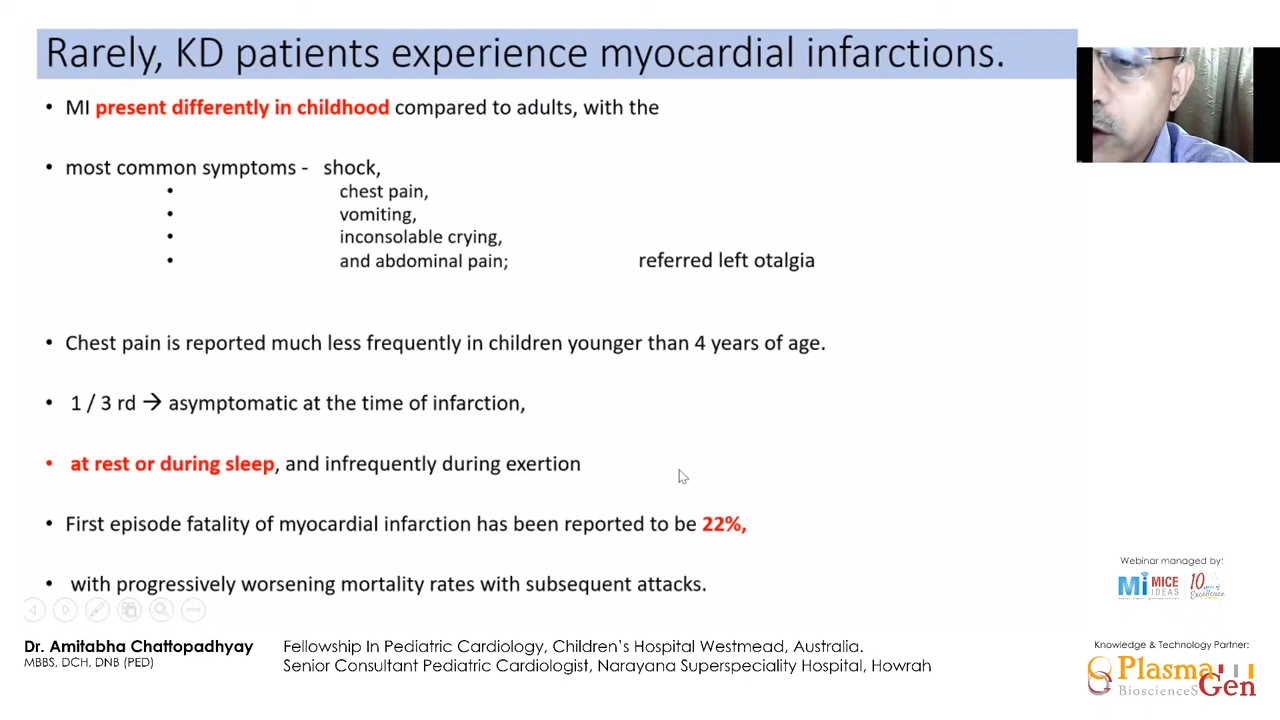 Rarely, KD patients experience myocardial infarctions.
• MI present differently in childhood compared to adults, with the
• most common symptoms - shock,
• chest pain,
• vomiting,
• inconsolable crying,
• and abdominal pain; referred left otalgia
• Chest pain is reported much less frequently in children younger than 4 years of age.
• 1 / 3 rd → asymptomatic at the time of infarction,
• at rest or during sleep, and infrequently during exertion
• First episode fatality of myocardial infarction has been reported to be 22%,
• with progressively worsening mortality rates with subsequent attacks.
Webinar managed by:
Mi MICE IDEAS
10 years of Excellence
Dr. Amitabha Chattopadhyay
MBBS, DCH, DNB (PED)
Fellowship In Pediatric Cardiology, Children’s Hospital Westmead, Australia.
Senior Consultant Pediatric Cardiologist, Narayana Superspeciality Hospital, Howrah
Knowledge & Technology Partner:
Plasma Gen
BioscienceS